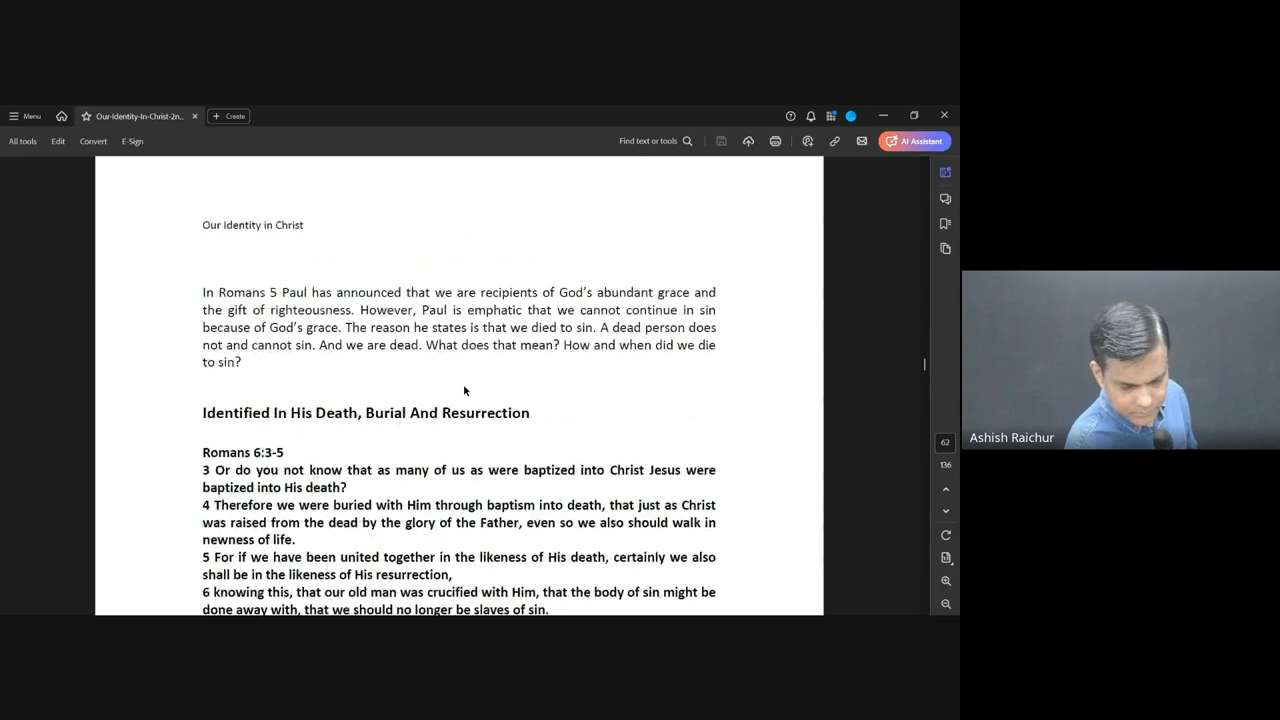 Menu
Our-Identity-In-Christ-2n...
Create
All tools
Edit
Convert
E-Sign
Find text or tools
AI Assistant
Our Identity in Christ
In Romans 5 Paul has announced that we are recipients of God's abundant grace and
the gift of righteousness. However, Paul is emphatic that we cannot continue in sin
because of God's grace. The reason he states is that we died to sin. A dead person does
not and cannot sin. And we are dead. What does that mean? How and when did we die
to sin?
Identified In His Death, Burial And Resurrection
Romans 6:3-5
3 Or do you not know that as many of us as were baptized into Christ Jesus were
baptized into His death?
4 Therefore we were buried with Him through baptism into death, that just as Christ
was raised from the dead by the glory of the Father, even so we also should walk in
newness of life.
5 For if we have been united together in the likeness of His death, certainly we also
shall be in the likeness of His resurrection,
6 knowing this, that our old man was crucified with Him, that the body of sin might be
done away with, that we should no longer be slaves of sin.
62
136
Ashish Raichur